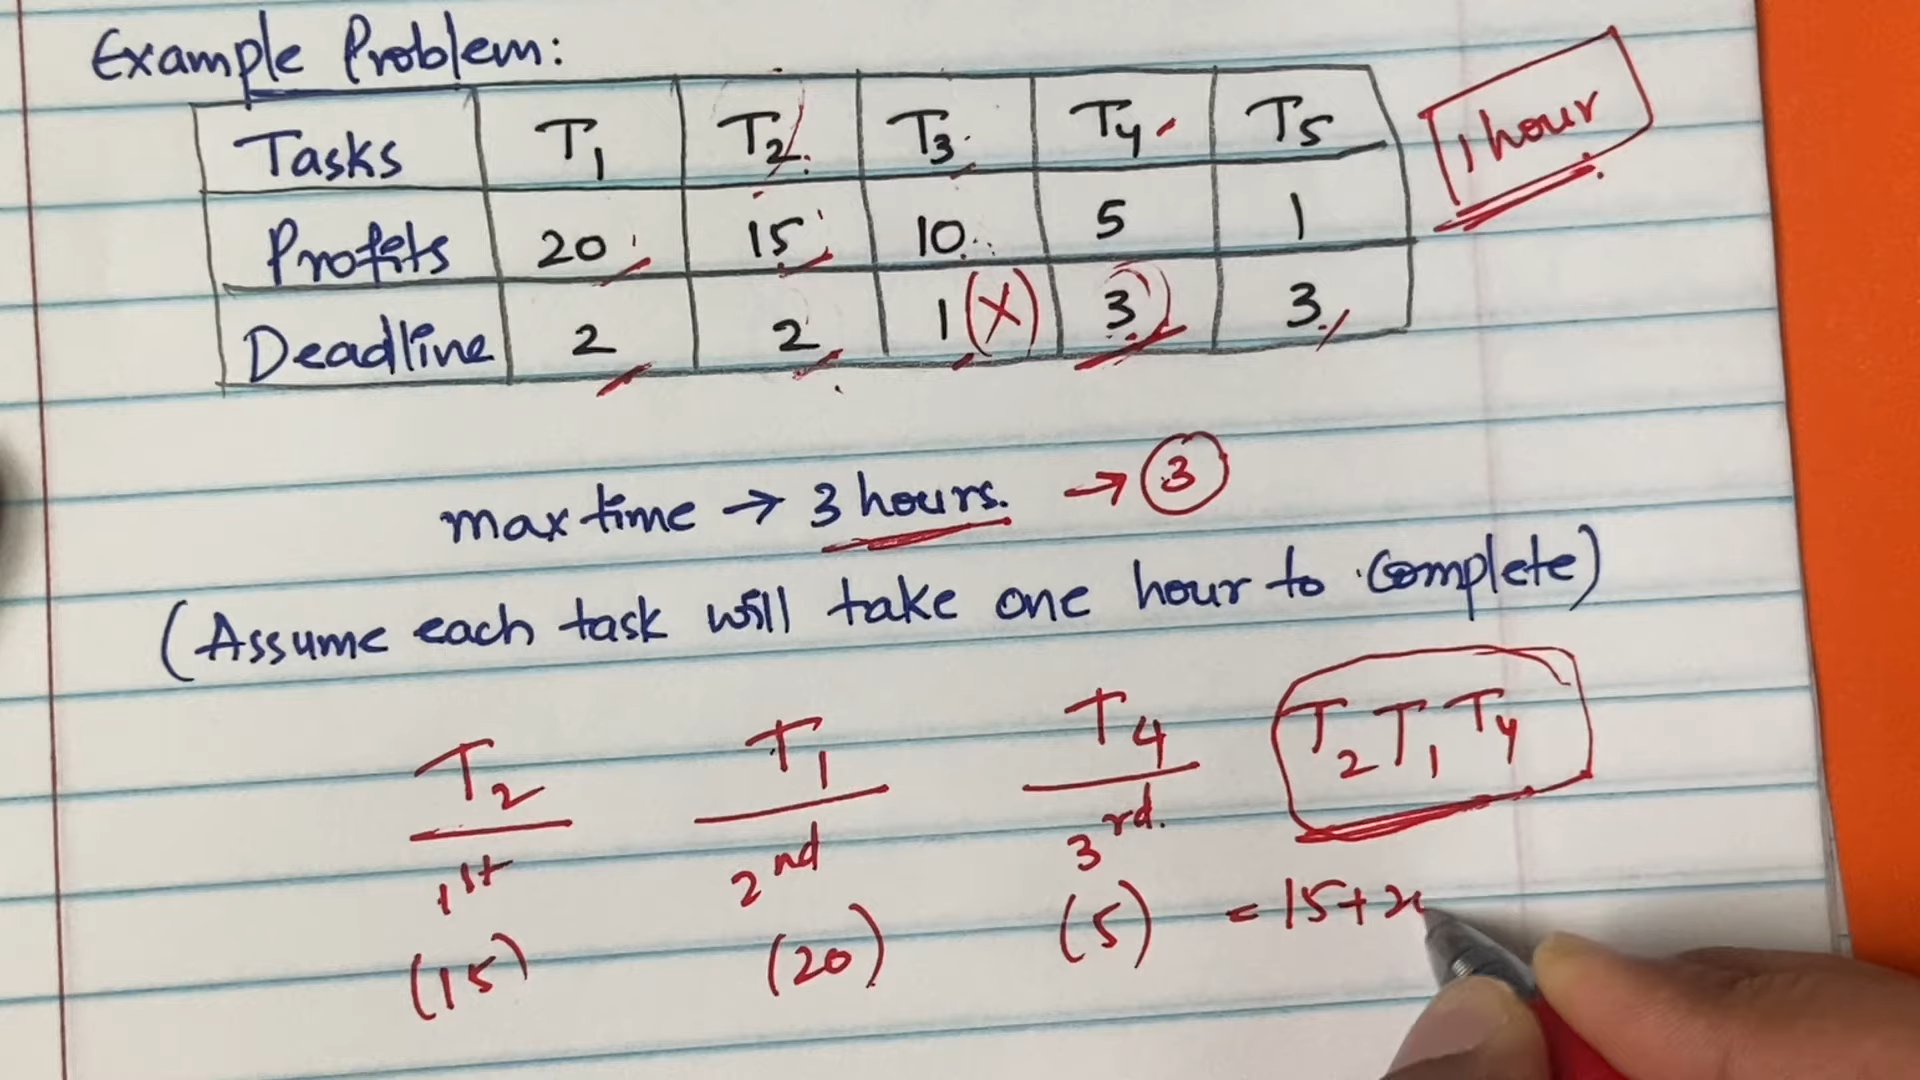 Example Problem:
Tasks T1 T2 T3 T4 T5
1 hour
Profits 20 15 10 5 1
Deadline 2 2 1 (X) 3 3
max time → 3 hours. → 3
(Assume each task will take one hour to complete)
T2 T1 T4 T2 T1 T4
1st 2nd 3rd.
(15) (20) (5) = 15+